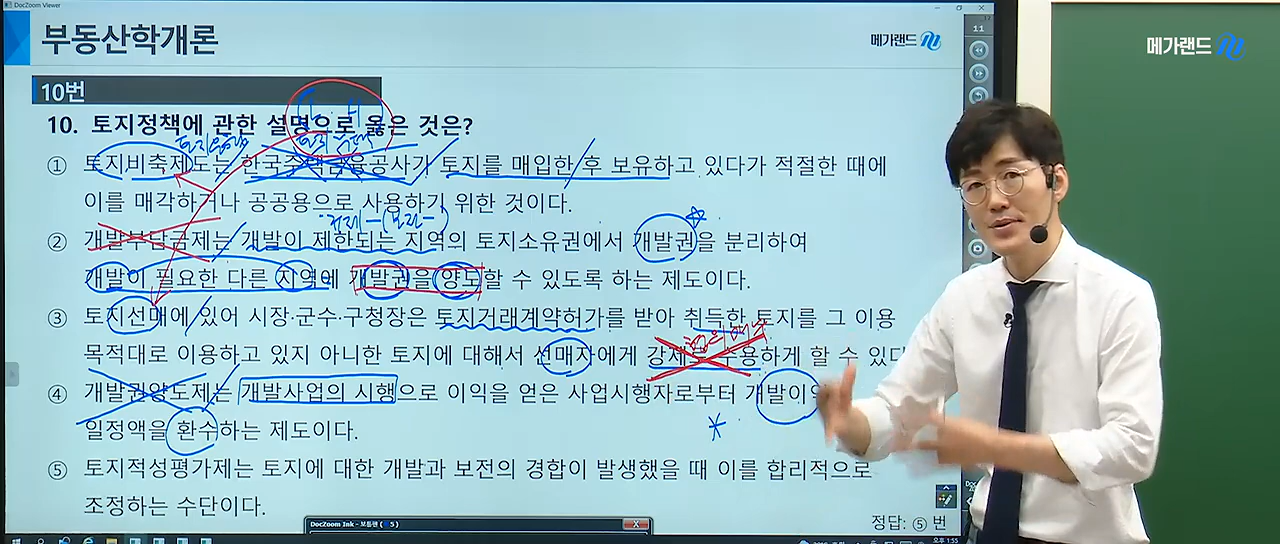 DocZoom Viewer
부동산학개론
메가랜드
메가랜드
11
10번
10. 토지정책에 관한 설명으로 옳은 것은?
① 토지비축제도는 한국주택금융공사가 토지를 매입한 후 보유하고 있다가 적절한 때에
이를 매각하거나 공공용으로 사용하기 위한 것이다.
② 개발부담금제는 개발이 제한되는 지역의 토지소유권에서 개발권을 분리하여
개발이 필요한 다른 지역에 개발권을 양도할 수 있도록 하는 제도이다.
③ 토지선매에 있어 시장·군수·구청장은 토지거래계약허가를 받아 취득한 토지를 그 이용
목적대로 이용하고 있지 아니한 토지에 대해서 선매자에게 강제로 수용하게 할 수 있다
④ 개발권양도제는 개발사업의 시행으로 이익을 얻은 사업시행자로부터 개발이
일정액을 환수하는 제도이다.
⑤ 토지적성평가제는 토지에 대한 개발과 보전의 경합이 발생했을 때 이를 합리적으로
조정하는 수단이다.
정답: ⑤ 번
오후 1:55